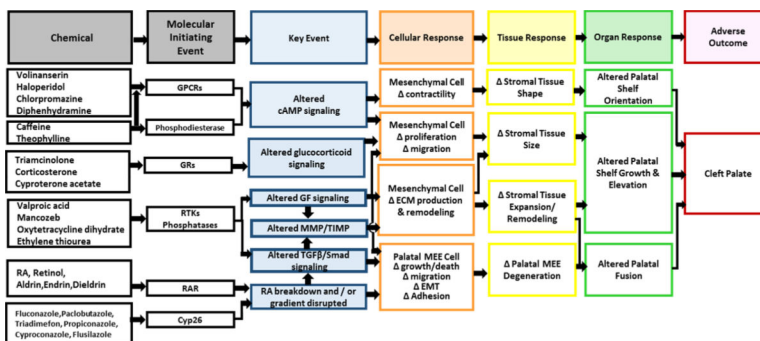 Chemical
Molecular
Initiating
Event
Key Event
Cellular Response
Tissue Response
Organ Response
Adverse
Outcome
Volinanserin
Haloperidol
Chlorpromazine
Diphenhydramine
Caffeine
Theophylline
Triamcinolone
Corticosterone
Cyproterone acetate
Valproic acid
Mancozeb
Oxytetracycline dihydrate
Ethylene thiourea
RA, Retinol,
Aldrin,Endrin,Dieldrin
Fluconazole,Paclobutazole,
Triadimefon, Propiconazole,
Cyproconazole, Flusilazole
GPCRs
Phosphodiesterase
GRs
RTKs
Phosphatases
RAR
Cyp26
Altered
cAMP signaling
Altered glucocorticoid
signaling
Altered GF signaling
Altered MMP/TIMP
Altered TGFβ/Smad
signaling
RA breakdown and / or
gradient disrupted
Mesenchymal Cell
Δ contractility
Mesenchymal Cell
Δ proliferation
Δ migration
Mesenchymal Cell
Δ ECM production
& remodeling
Palatal MEE Cell
Δ growth/death
Δ migration
Δ EMT
Δ Adhesion
Δ Stromal Tissue
Shape
Δ Stromal Tissue
Size
Δ Stromal Tissue
Expansion/
Remodeling
Δ Palatal MEE
Degeneration
Altered Palatal
Shelf
Orientation
Altered Palatal
Shelf Growth &
Elevation
Altered Palatal
Fusion
Cleft Palate